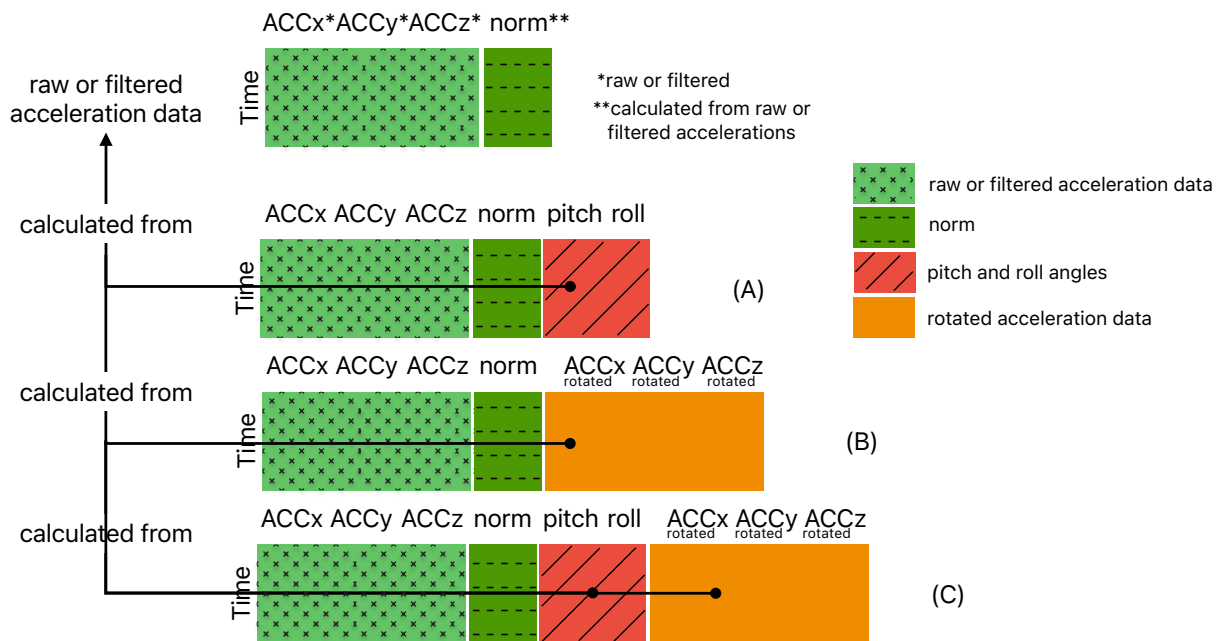 ACCx*ACCy*ACCz* norm**
Time
raw or filtered
acceleration data
*raw or filtered
**calculated from raw or
filtered accelerations
raw or filtered acceleration data
norm
pitch and roll angles
rotated acceleration data
calculated from
ACCx ACCy ACCz norm pitch roll
Time
(A)
calculated from
ACCx ACCy ACCz norm ACCx ACCy ACCz
rotated rotated rotated
Time
(B)
calculated from
ACCx ACCy ACCz norm pitch roll ACCx ACCy ACCz
rotated rotated rotated
Time
(C)